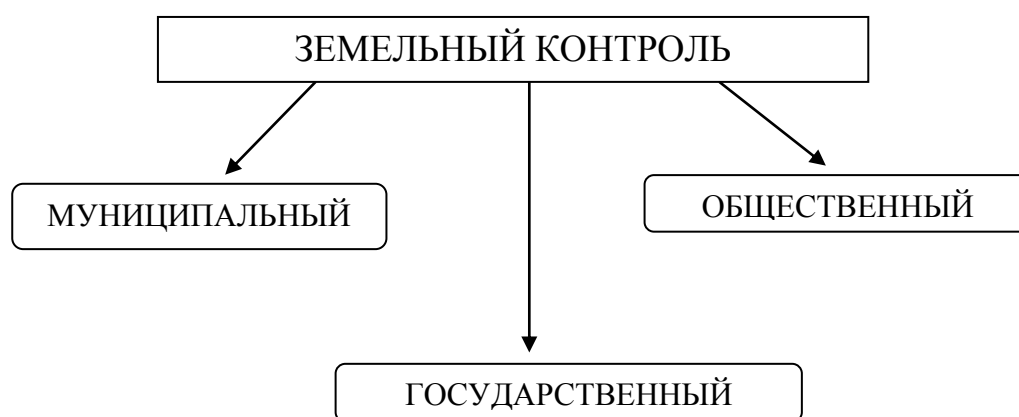 ЗЕМЕЛЬНЫЙ КОНТРОЛЬ
МУНИЦИПАЛЬНЫЙ
ОБЩЕСТВЕННЫЙ
ГОСУДАРСТВЕННЫЙ